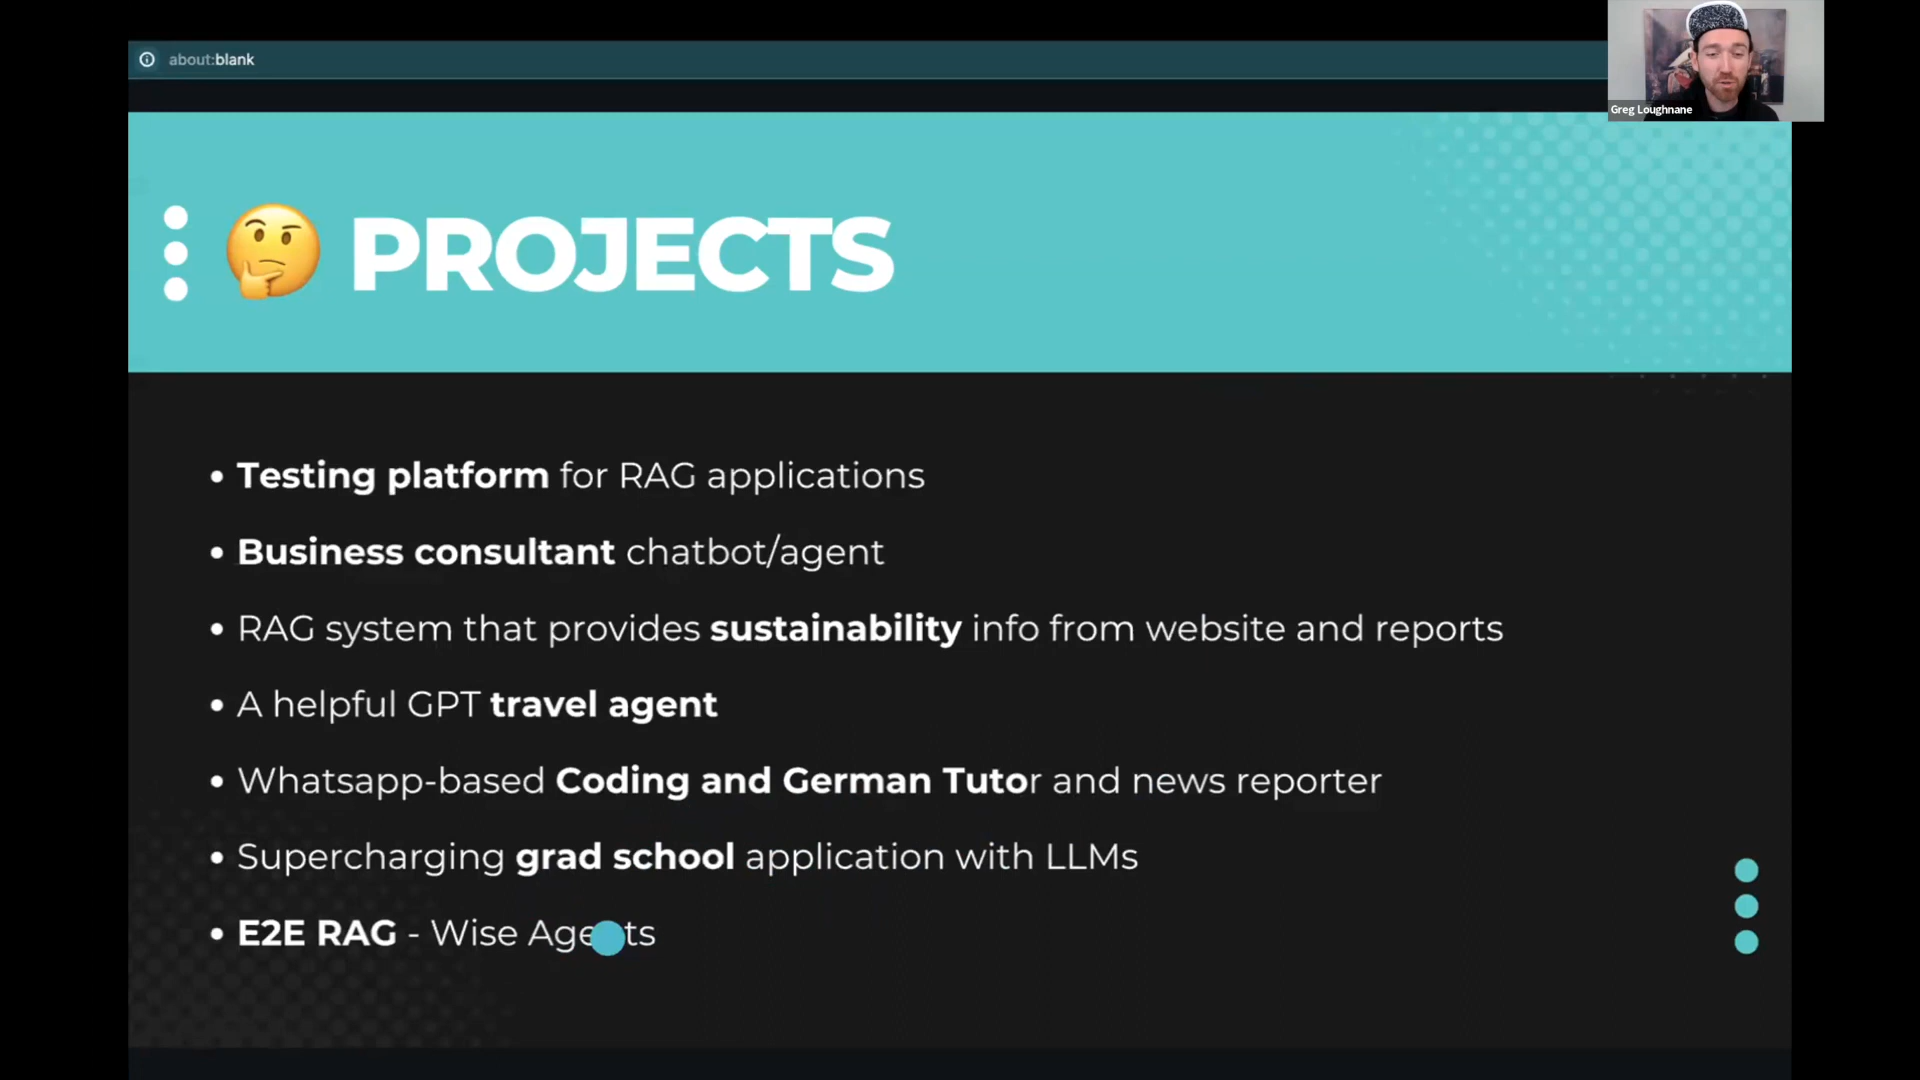 about:blank
Greg Loughnane
🤔 PROJECTS
• Testing platform for RAG applications
• Business consultant chatbot/agent
• RAG system that provides sustainability info from website and reports
• A helpful GPT travel agent
• Whatsapp-based Coding and German Tutor and news reporter
• Supercharging grad school application with LLMs
• E2E RAG - Wise Agents